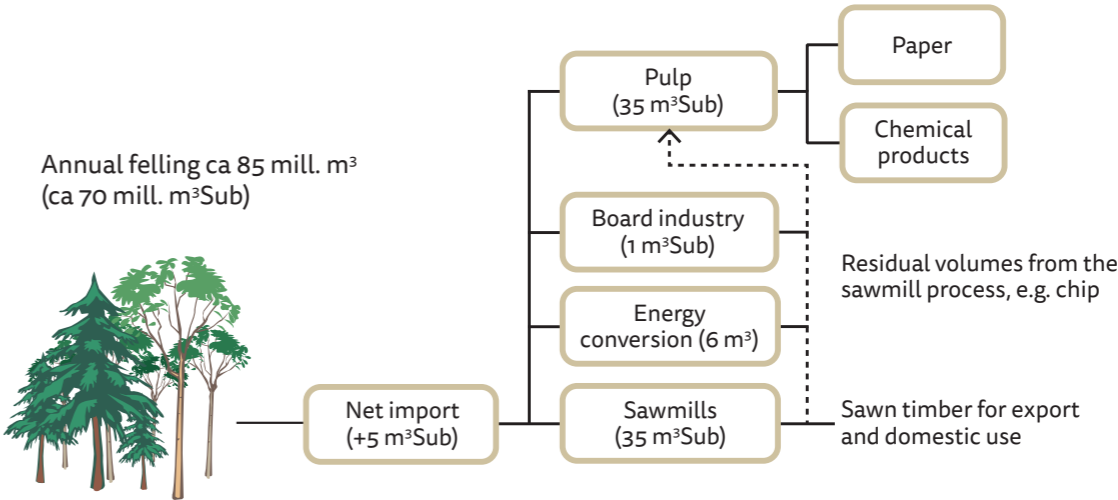 Annual felling ca 85 mill. m³
(ca 70 mill. m³Sub)
Net import
(+5 m³Sub)
Pulp
(35 m³Sub)
Board industry
(1 m³Sub)
Energy
conversion (6 m³)
Sawmills
(35 m³Sub)
Paper
Chemical
products
Residual volumes from the
sawmill process, e.g. chip
Sawn timber for export
and domestic use